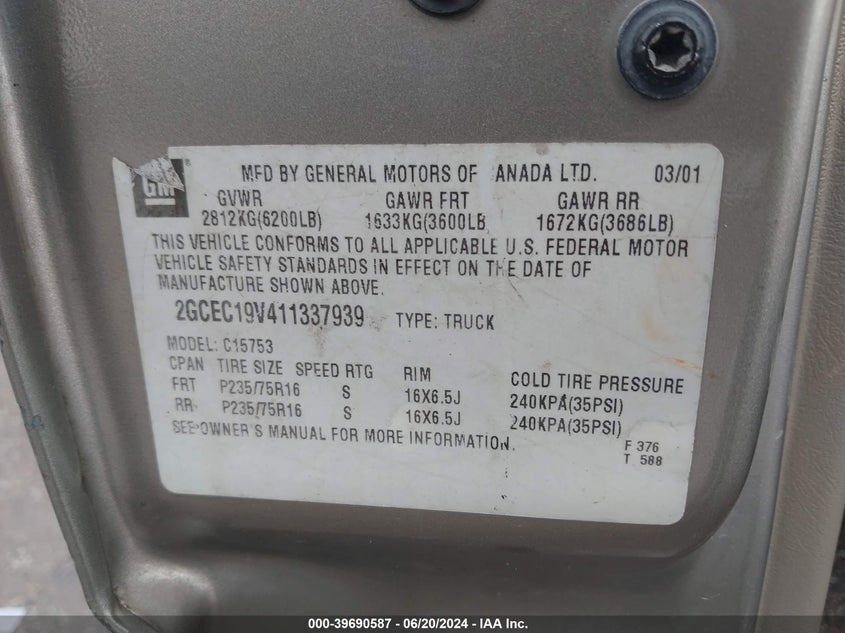 GM ®
MFD BY GENERAL MOTORS OF ANADA LTD. 03/01
GVWR GAWR FRT GAWR RR
2812KG(6200LB) 1633KG(3600LB 1672KG(3686LB)
THIS VEHICLE CONFORMS TO ALL APPLICABLE U.S. FEDERAL MOTOR
VEHICLE SAFETY STANDARDS IN EFFECT ON THE DATE OF
MANUFACTURE SHOWN ABOVE.
2GCEC19V411337939 TYPE: TRUCK
MODEL: C15753
CPAN TIRE SIZE SPEED RTG RIM COLD TIRE PRESSURE
FRT P235/75R16 S 16X6.5J 240KPA(35PSI)
RR P235/75R16 S 16X6.5J 240KPA(35PSI)
SEE OWNER'S MANUAL FOR MORE INFORMATION.
F 376
T 588
000-39690587 - 06/20/2024 - IAA Inc.